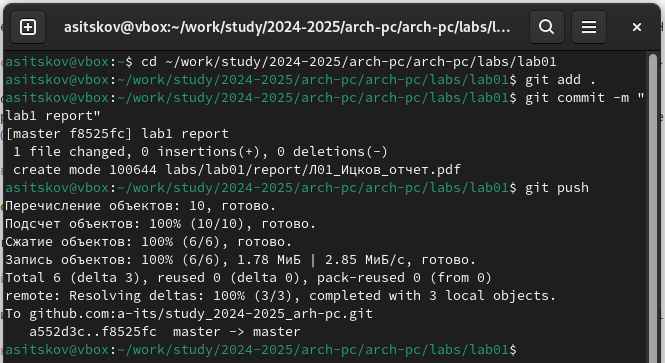 asitskov@vbox:~/work/study/2024-2025/arch-pc/arch-pc/labs/l...
asitskov@vbox:~$ cd ~/work/study/2024-2025/arch-pc/arch-pc/labs/lab01
asitskov@vbox:~/work/study/2024-2025/arch-pc/arch-pc/labs/lab01$ git add .
asitskov@vbox:~/work/study/2024-2025/arch-pc/arch-pc/labs/lab01$ git commit -m "
lab1 report"
[master f8525fc] lab1 report
1 file changed, 0 insertions(+), 0 deletions(-)
create mode 100644 labs/lab01/report/Л01_Ицков_отчет.pdf
asitskov@vbox:~/work/study/2024-2025/arch-pc/arch-pc/labs/lab01$ git push
Перечисление объектов: 10, готово.
Подсчет объектов: 100% (10/10), готово.
Сжатие объектов: 100% (6/6), готово.
Запись объектов: 100% (6/6), 1.78 МиБ | 2.85 МиБ/с, готово.
Total 6 (delta 3), reused 0 (delta 0), pack-reused 0 (from 0)
remote: Resolving deltas: 100% (3/3), completed with 3 local objects.
To github.com:a-its/study_2024-2025_arh-pc.git
a552d3c..f8525fc  master -> master
asitskov@vbox:~/work/study/2024-2025/arch-pc/arch-pc/labs/lab01$